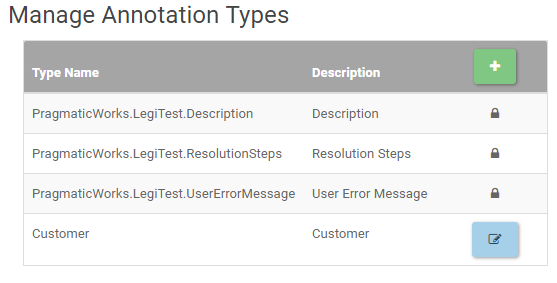 Manage Annotation Types
Type Name Description
PragmaticWorks.LegiTest.Description Description
PragmaticWorks.LegiTest.ResolutionSteps Resolution Steps
PragmaticWorks.LegiTest.UserErrorMessage User Error Message
Customer Customer